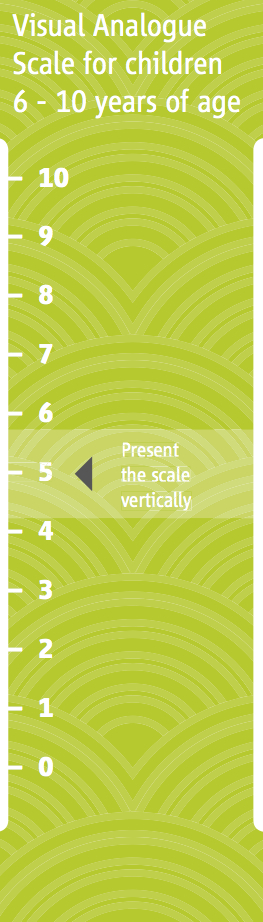 Visual Analogue
Scale for children
6 - 10 years of age
10
9
8
7
6
Present
5
the scale
vertically
4
3
2
1
0